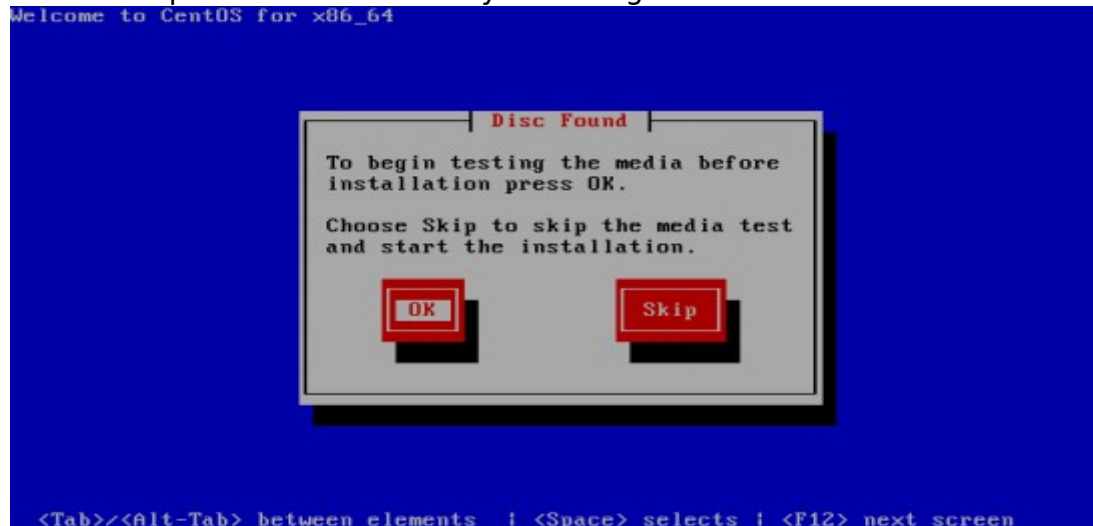 Welcome to CentOS for x86_64
Disc Found
To begin testing the media before
installation press OK.
Choose Skip to skip the media test
and start the installation.
OK Skip
<Tab>/<Alt-Tab> between elements | <Space> selects | <F12> next screen